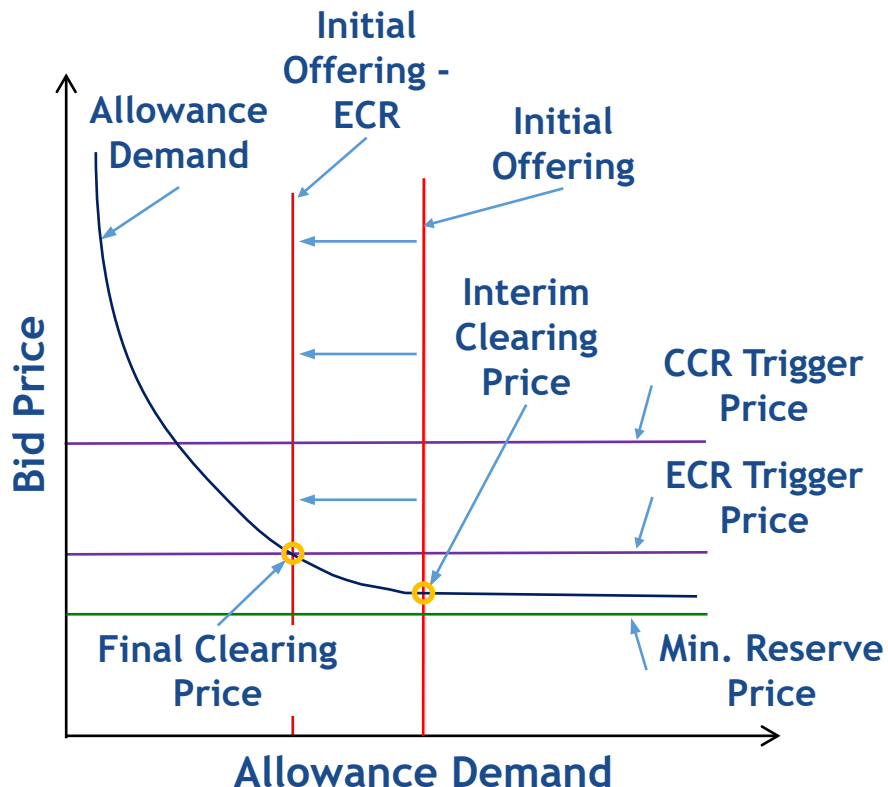 Initial
Offering -
ECR
Allowance
Demand
Initial
Offering
Interim
Clearing
Price
Bid Price
CCR Trigger
Price
ECR Trigger
Price
Final Clearing
Price
Min. Reserve
Price
Allowance Demand